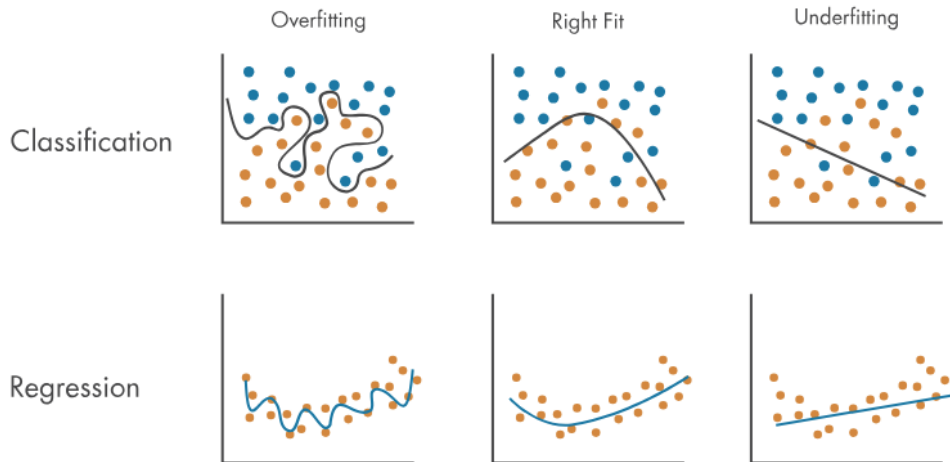 Overfitting
Right Fit
Underfitting
Classification
Regression